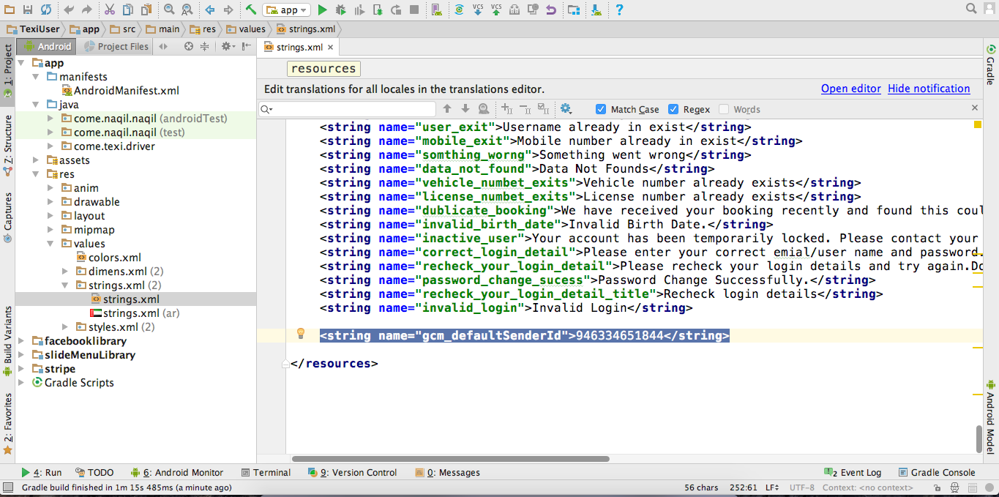 app
TexiUser app src main res values strings.xml
Android Project Files
strings.xml
1: Project
Z: Structure
Captures
Build Variants
2: Favorites
app
manifests
AndroidManifest.xml
java
come.naqil.naqil (androidTest)
come.naqil.naqil (test)
come.texi.driver
assets
res
anim
drawable
layout
mipmap
values
colors.xml
dimens.xml (2)
strings.xml (2)
strings.xml
strings.xml (ar)
styles.xml (2)
facebooklibrary
slideMenuLibrary
stripe
Gradle Scripts
resources
Edit translations for all locales in the translations editor. Open editor Hide notification
Match Case Regex Words
<string name="user_exit">Username already in exist</string>
<string name="mobile_exit">Mobile number already in exist</string>
<string name="somthing_worng">Something went wrong</string>
<string name="data_not_found">Data Not Founds</string>
<string name="vehicle_numbet_exits">Vehicle number already exists</string>
<string name="license_numbet_exits">License number already exists</string>
<string name="dublicate_booking">We have received your booking recently and found this coul
<string name="invalid_birth_date">Invalid Birth Date.</string>
<string name="inactive_user">Your account has been temporarily locked. Please contact your
<string name="correct_login_detail">Please enter your correct emial/user name and password.
<string name="recheck_your_login_detail">Please recheck your login details and try again.Do
<string name="password_change_sucess">Password Change Successfully.</string>
<string name="recheck_your_login_detail_title">Recheck login details</string>
<string name="invalid_login">Invalid Login</string>
<string name="gcm_defaultSenderId">946334651844</string>
</resources>
Gradle
Android Model
4: Run TODO 6: Android Monitor Terminal 9: Version Control 0: Messages 2 Event Log Gradle Console
Gradle build finished in 1m 15s 485ms (a minute ago) 56 chars 252:61 LF UTF-8 Context: <no context>
VCS VCS